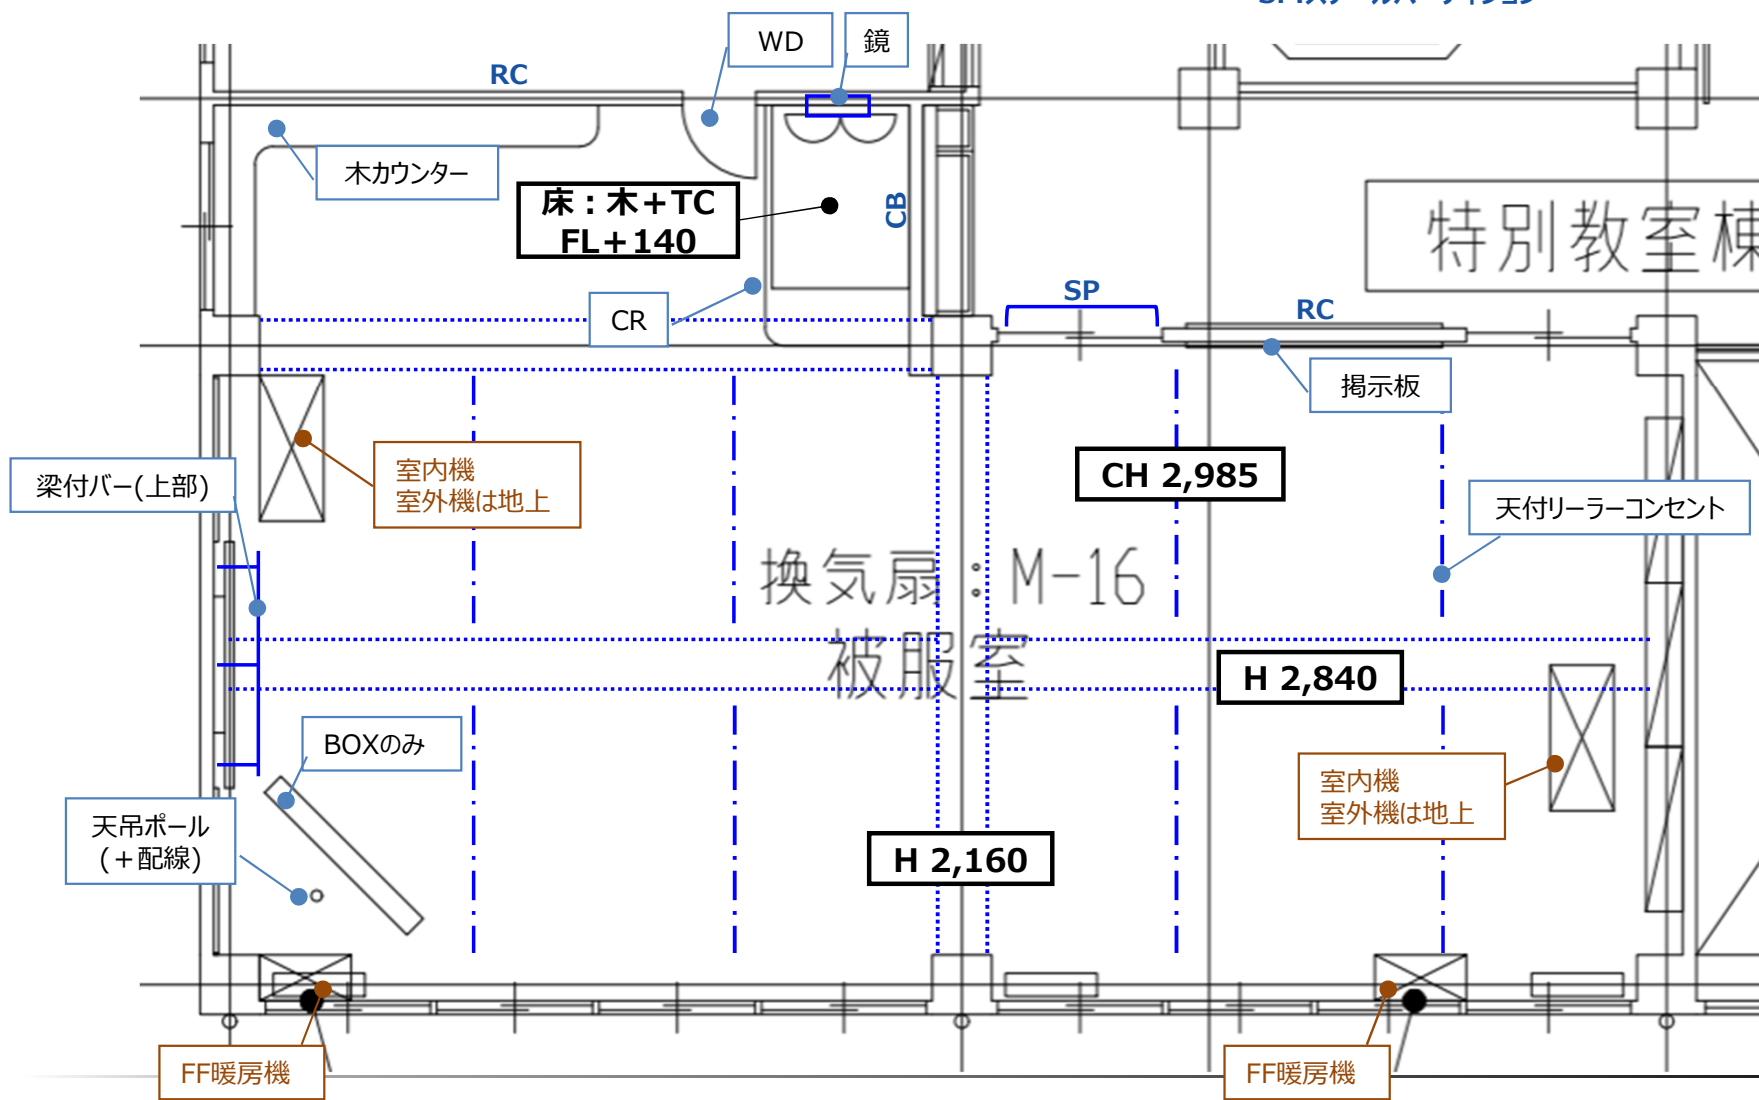 WD
鏡
RC
木カウンター
床：木+TC
FL+140
CB
特別教室棟
CR
SP
RC
掲示板
梁付バー(上部)
室内機
室外機は地上
CH 2,985
天付リーラーコンセント
換気扇：M-16
被服室
H 2,840
BOXのみ
室内機
室外機は地上
天吊ポール
(+配線)
H 2,160
FF暖房機
FF暖房機